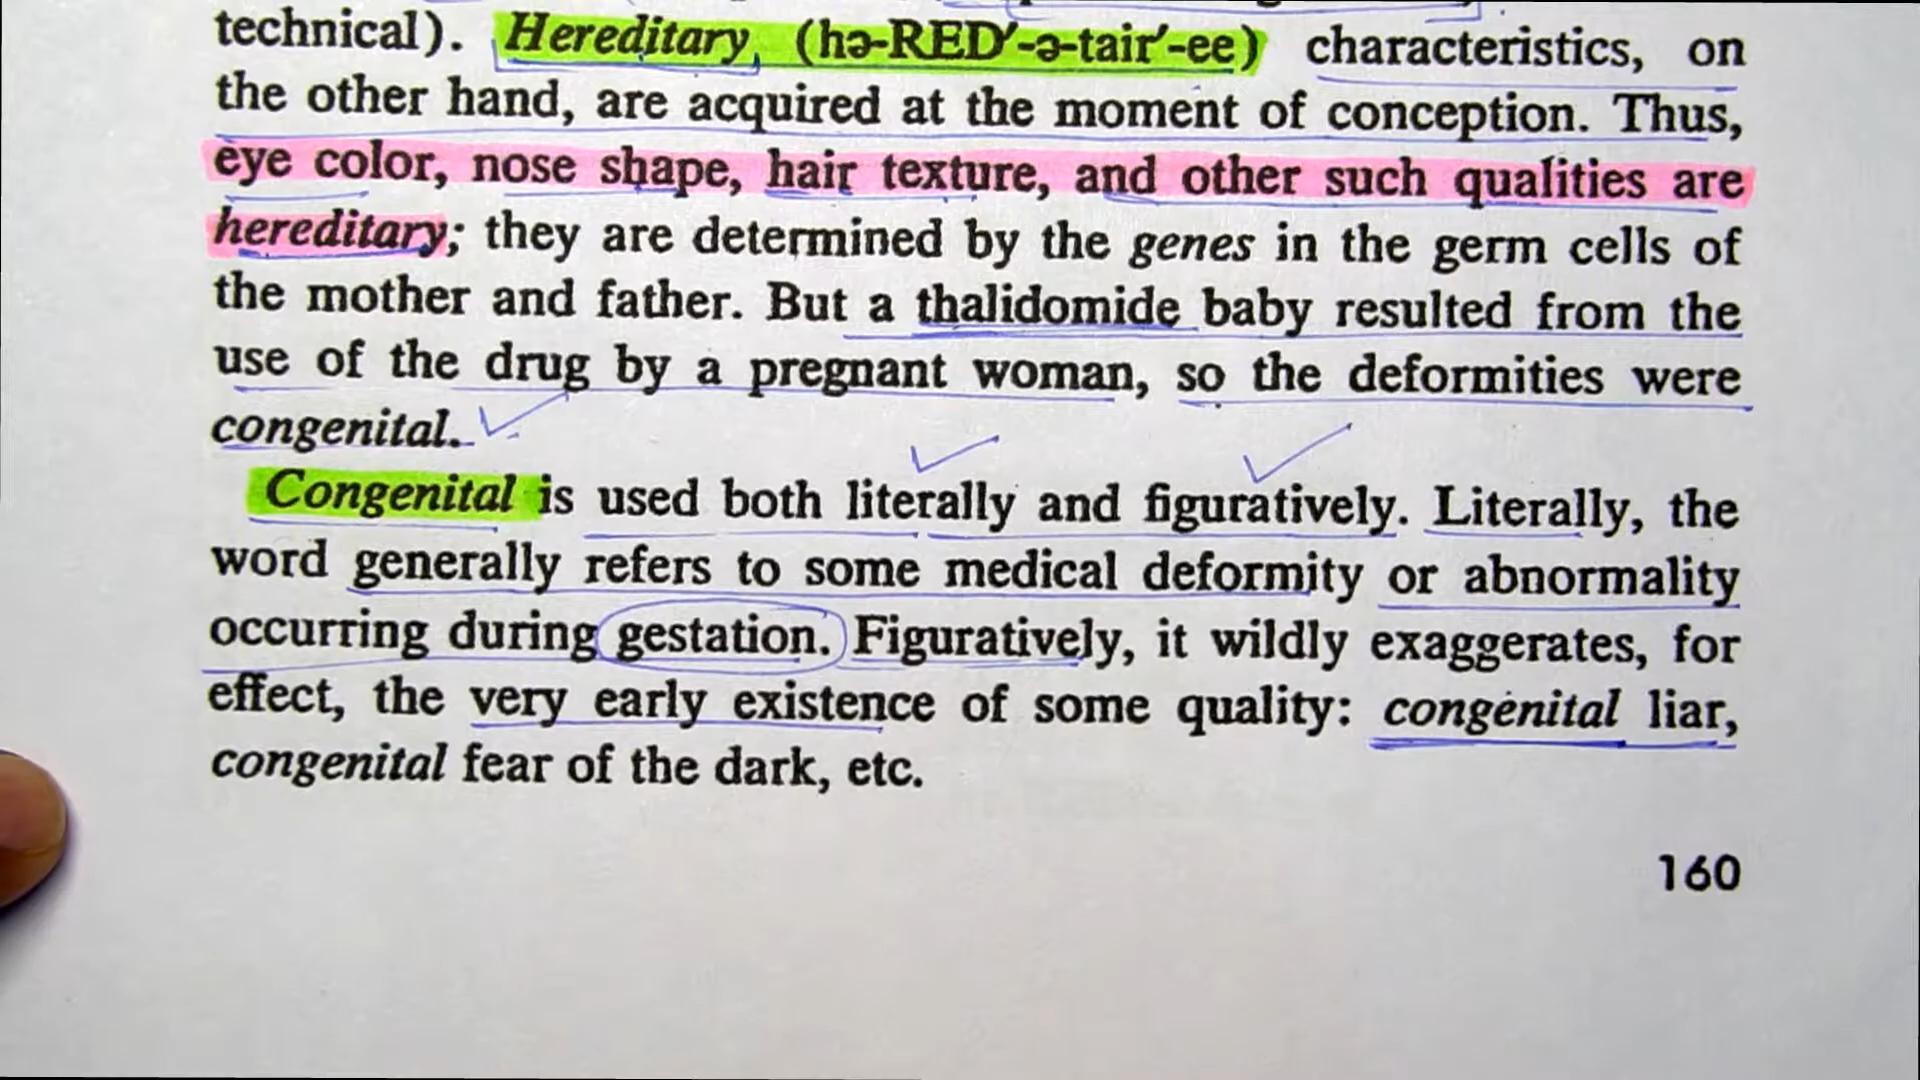 technical). Hereditary (hə-RED′-ə-tair′-ee) characteristics, on
the other hand, are acquired at the moment of conception. Thus,
eye color, nose shape, hair texture, and other such qualities are
hereditary; they are determined by the genes in the germ cells of
the mother and father. But a thalidomide baby resulted from the
use of the drug by a pregnant woman, so the deformities were
congenital.
Congenital is used both literally and figuratively. Literally, the
word generally refers to some medical deformity or abnormality
occurring during gestation. Figuratively, it wildly exaggerates, for
effect, the very early existence of some quality: congenital liar,
congenital fear of the dark, etc.
160